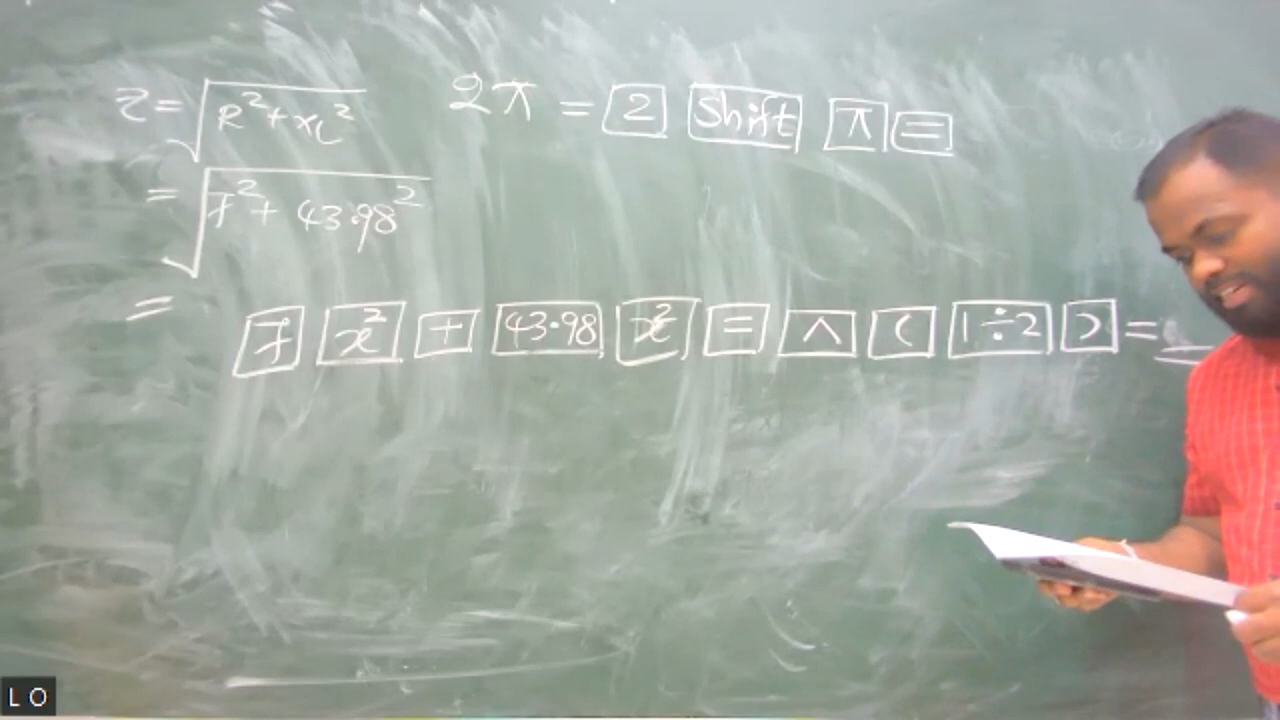 Z = √R² + XL² 2π = 2 Shift π =
= √7² + 43.98²
= 7 x² + 43.98 x² = ^ ( 1÷2 ) =
LO